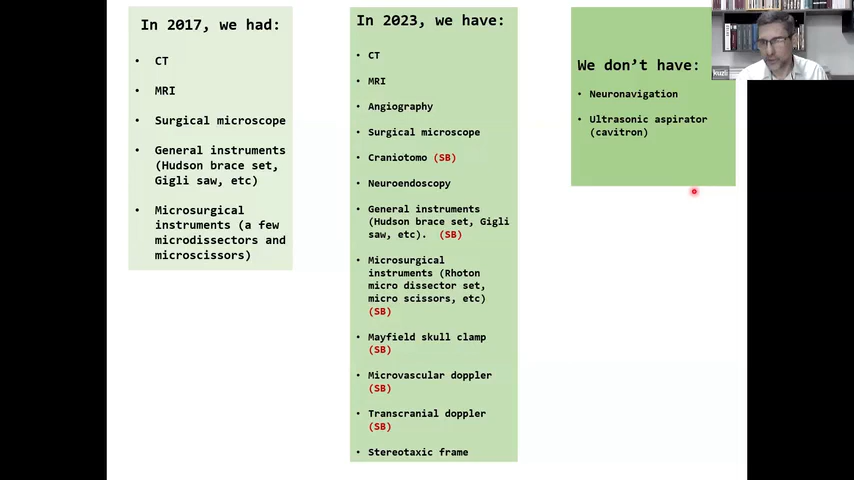 In 2017, we had:
• CT
• MRI
• Surgical microscope
• General instruments
(Hudson brace set,
Gigli saw, etc)
• Microsurgical
instruments (a few
microdissectors and
microscissors)
In 2023, we have:
• CT
• MRI
• Angiography
• Surgical microscope
• Craniotomo (SB)
• Neuroendoscopy
• General instruments
(Hudson brace set, Gigli
saw, etc). (SB)
• Microsurgical
instruments (Rhoton
micro dissector set,
micro scissors, etc)
(SB)
• Mayfield skull clamp
(SB)
• Microvascular doppler
(SB)
• Transcranial doppler
(SB)
• Stereotaxic frame
We don't have:
• Neuronavigation
• Ultrasonic aspirator
(cavitron)